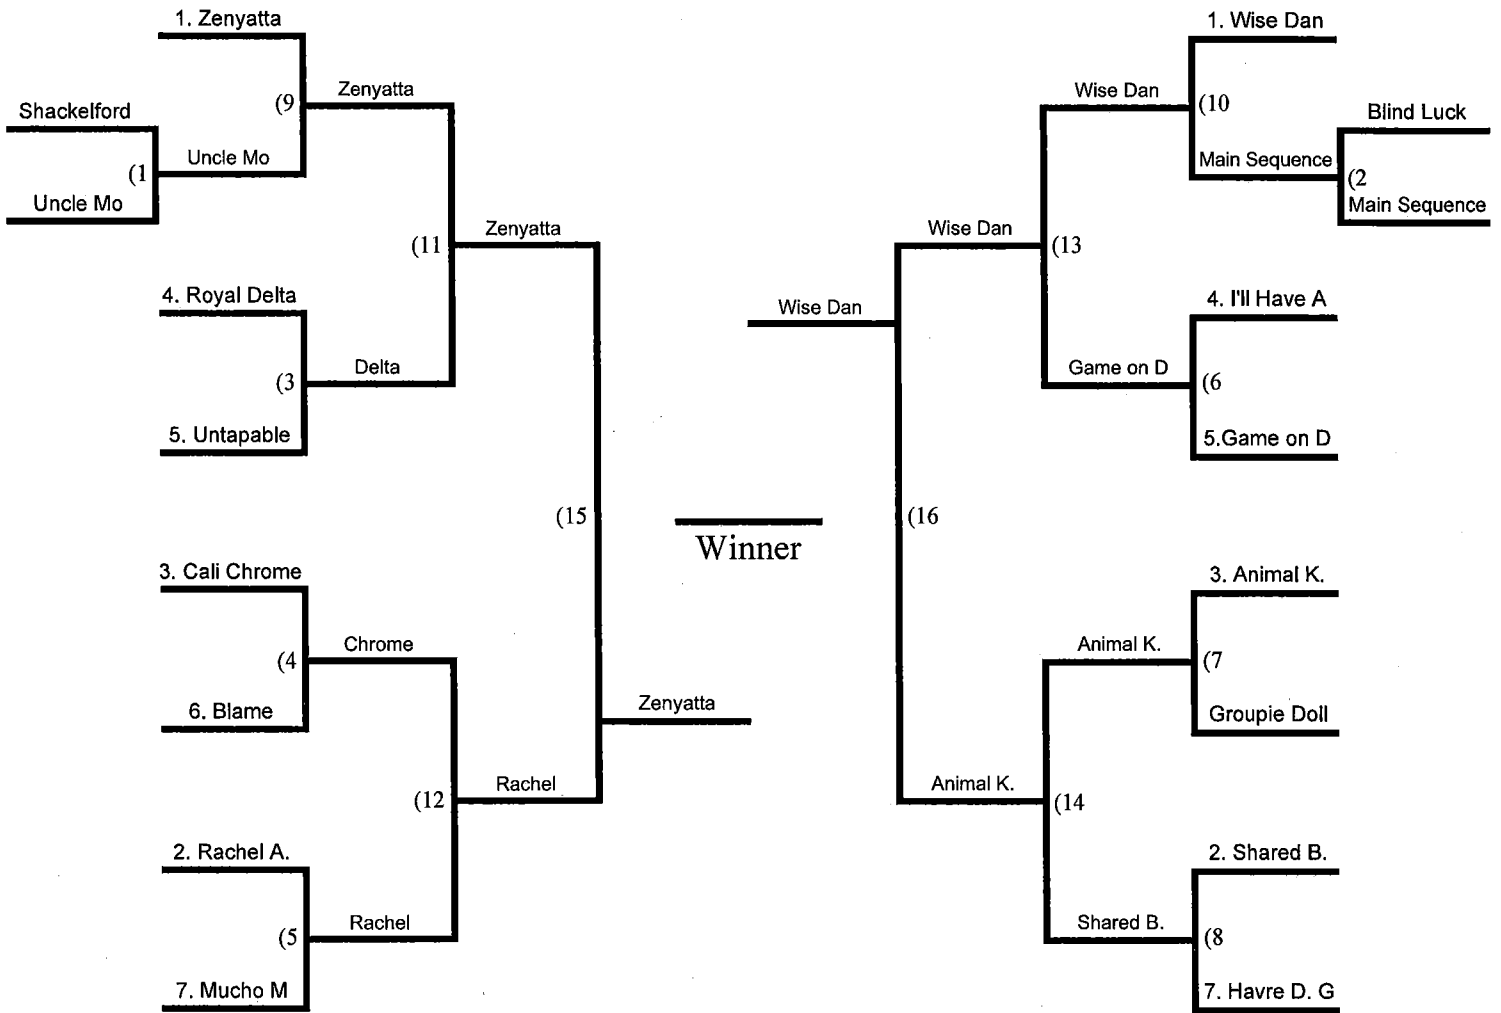 1. Zenyatta
1. Wise Dan
Zenyatta
Wise Dan
(9
(10
Shackelford
Blind Luck
Uncle Mo
Main Sequence
(1
(2
Uncle Mo
Main Sequence
Zenyatta
Wise Dan
(11
(13
4. Royal Delta
4. I'll Have A
Wise Dan
Delta
Game on D
(3
(6
5. Untapable
5.Game on D
(15
(16
Winner
3. Cali Chrome
3. Animal K.
Chrome
Animal K.
(4
(7
6. Blame
Groupie Doll
Zenyatta
Rachel
Animal K.
(12
(14
2. Rachel A.
2. Shared B.
Rachel
Shared B.
(5
(8
7. Mucho M
7. Havre D. G